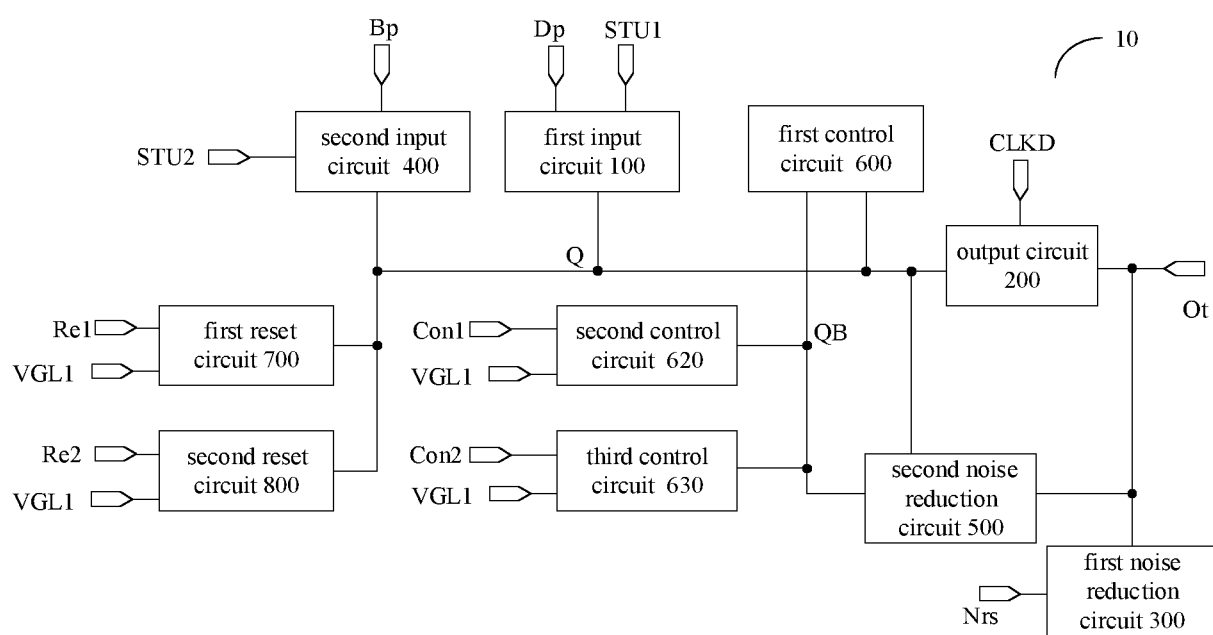 Bp
Dp
STU1
10
second input
circuit 400
first input
circuit 100
first control
circuit 600
STU2
CLKD
Q
output circuit
200
Ot
Re1
first reset
circuit 700
VGL1
Con1
second control
circuit 620
VGL1
QB
Re2
second reset
circuit 800
VGL1
Con2
third control
circuit 630
VGL1
second noise
reduction
circuit 500
Nrs
first noise
reduction
circuit 300